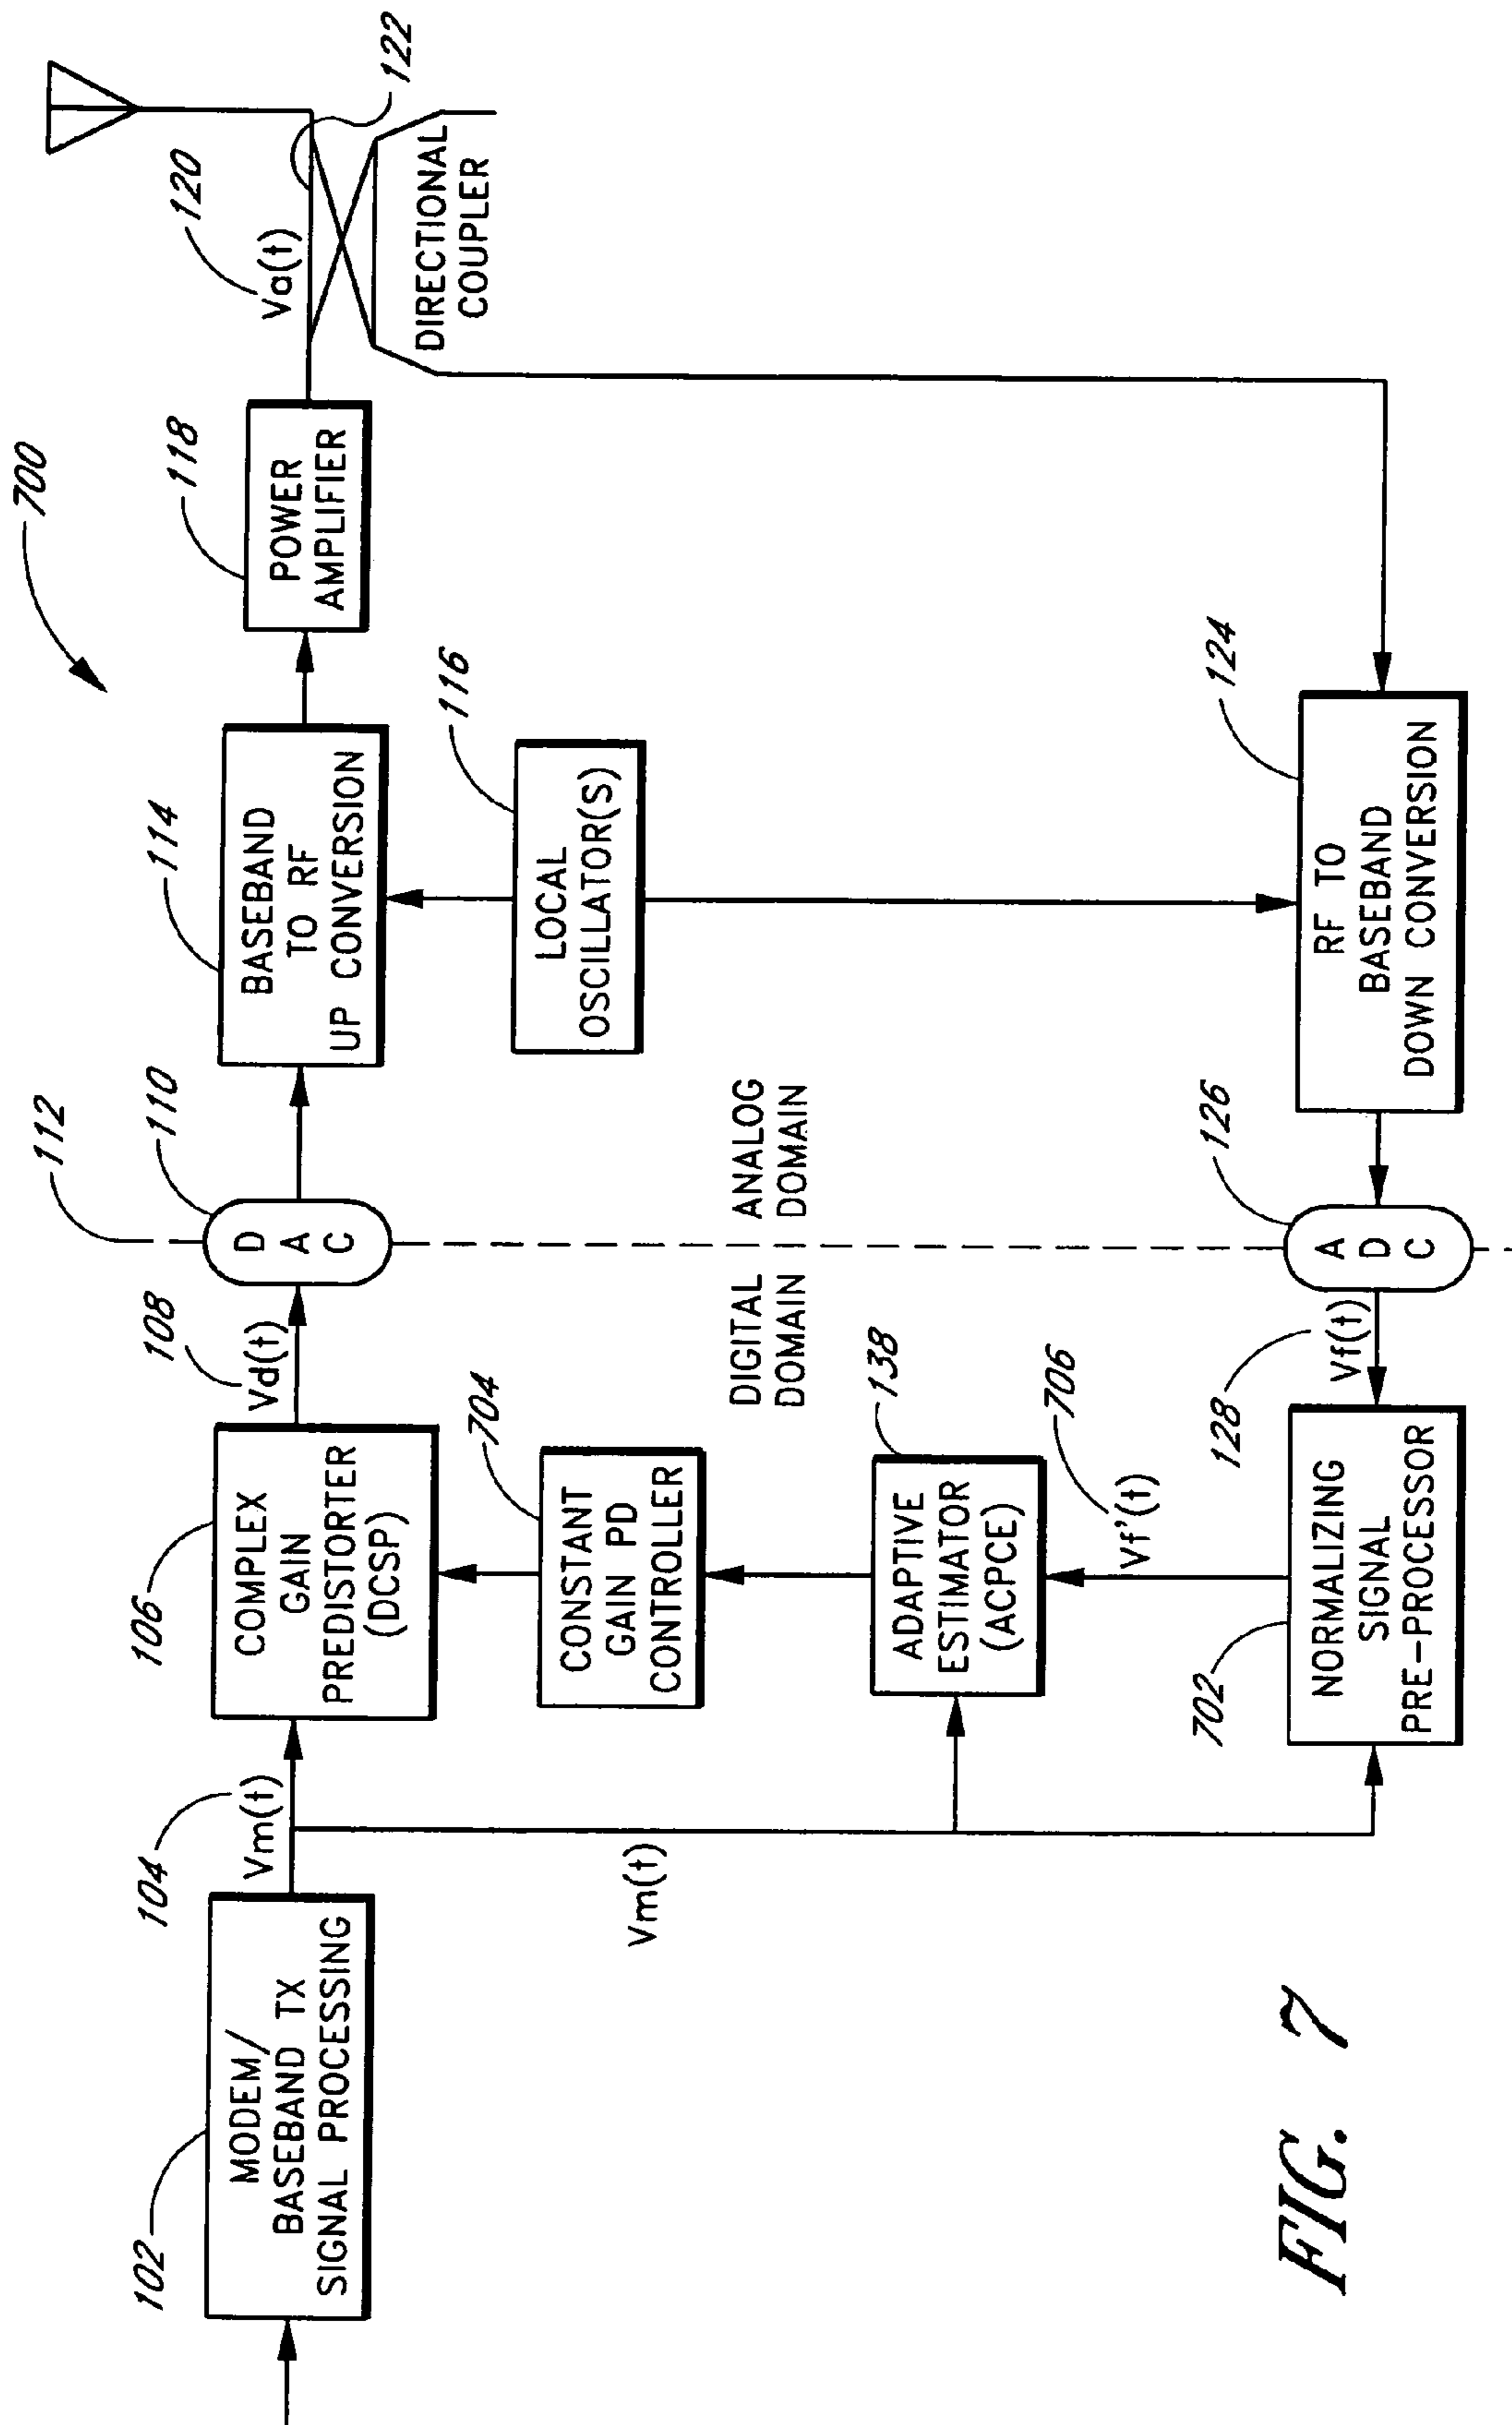 700
102
MODEM/
BASEBAND TX
SIGNAL PROCESSING
104
Vm(t)
106
COMPLEX
GAIN
PREDISTORTER
(DCSP)
108
Vd(t)
112
110
D
A
C
114
BASEBAND
TO RF
UP CONVERSION
118
POWER
AMPLIFIER
120
Va(t)
122
DIRECTIONAL
COUPLER
704
CONSTANT
GAIN PD
CONTROLLER
116
LOCAL
OSCILLATOR(S)
Vm(t)
DIGITAL
DOMAIN
ANALOG
DOMAIN
138
ADAPTIVE
ESTIMATOR
(ACPCE)
706
Vf'(t)
702
NORMALIZING
SIGNAL
PRE-PROCESSOR
128
Vf(t)
126
A
D
C
124
RF TO
BASEBAND
DOWN CONVERSION
FIG. 7